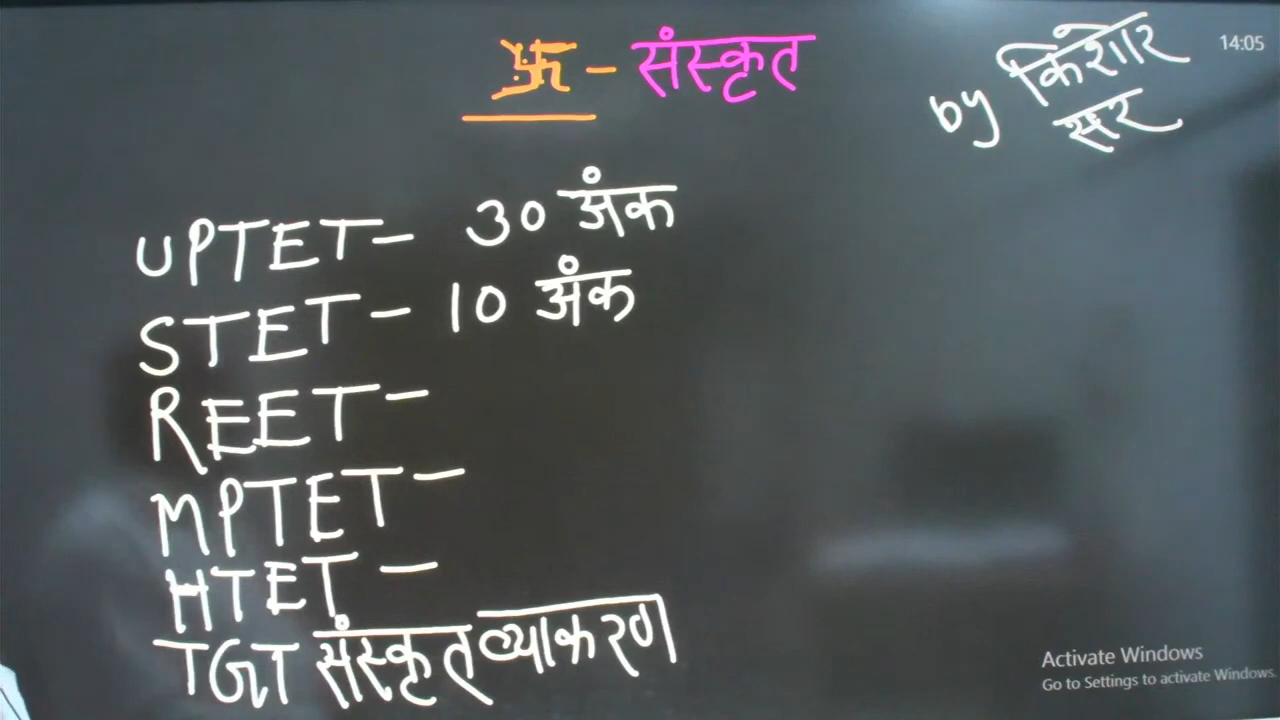 卐 - संस्कृत
by किशोर
सर
14:05
UPTET - 30 अंक
STET - 10 अंक
REET -
MPTET -
HTET -
TGT संस्कृत व्याकरण
Activate Windows
Go to Settings to activate Windows.